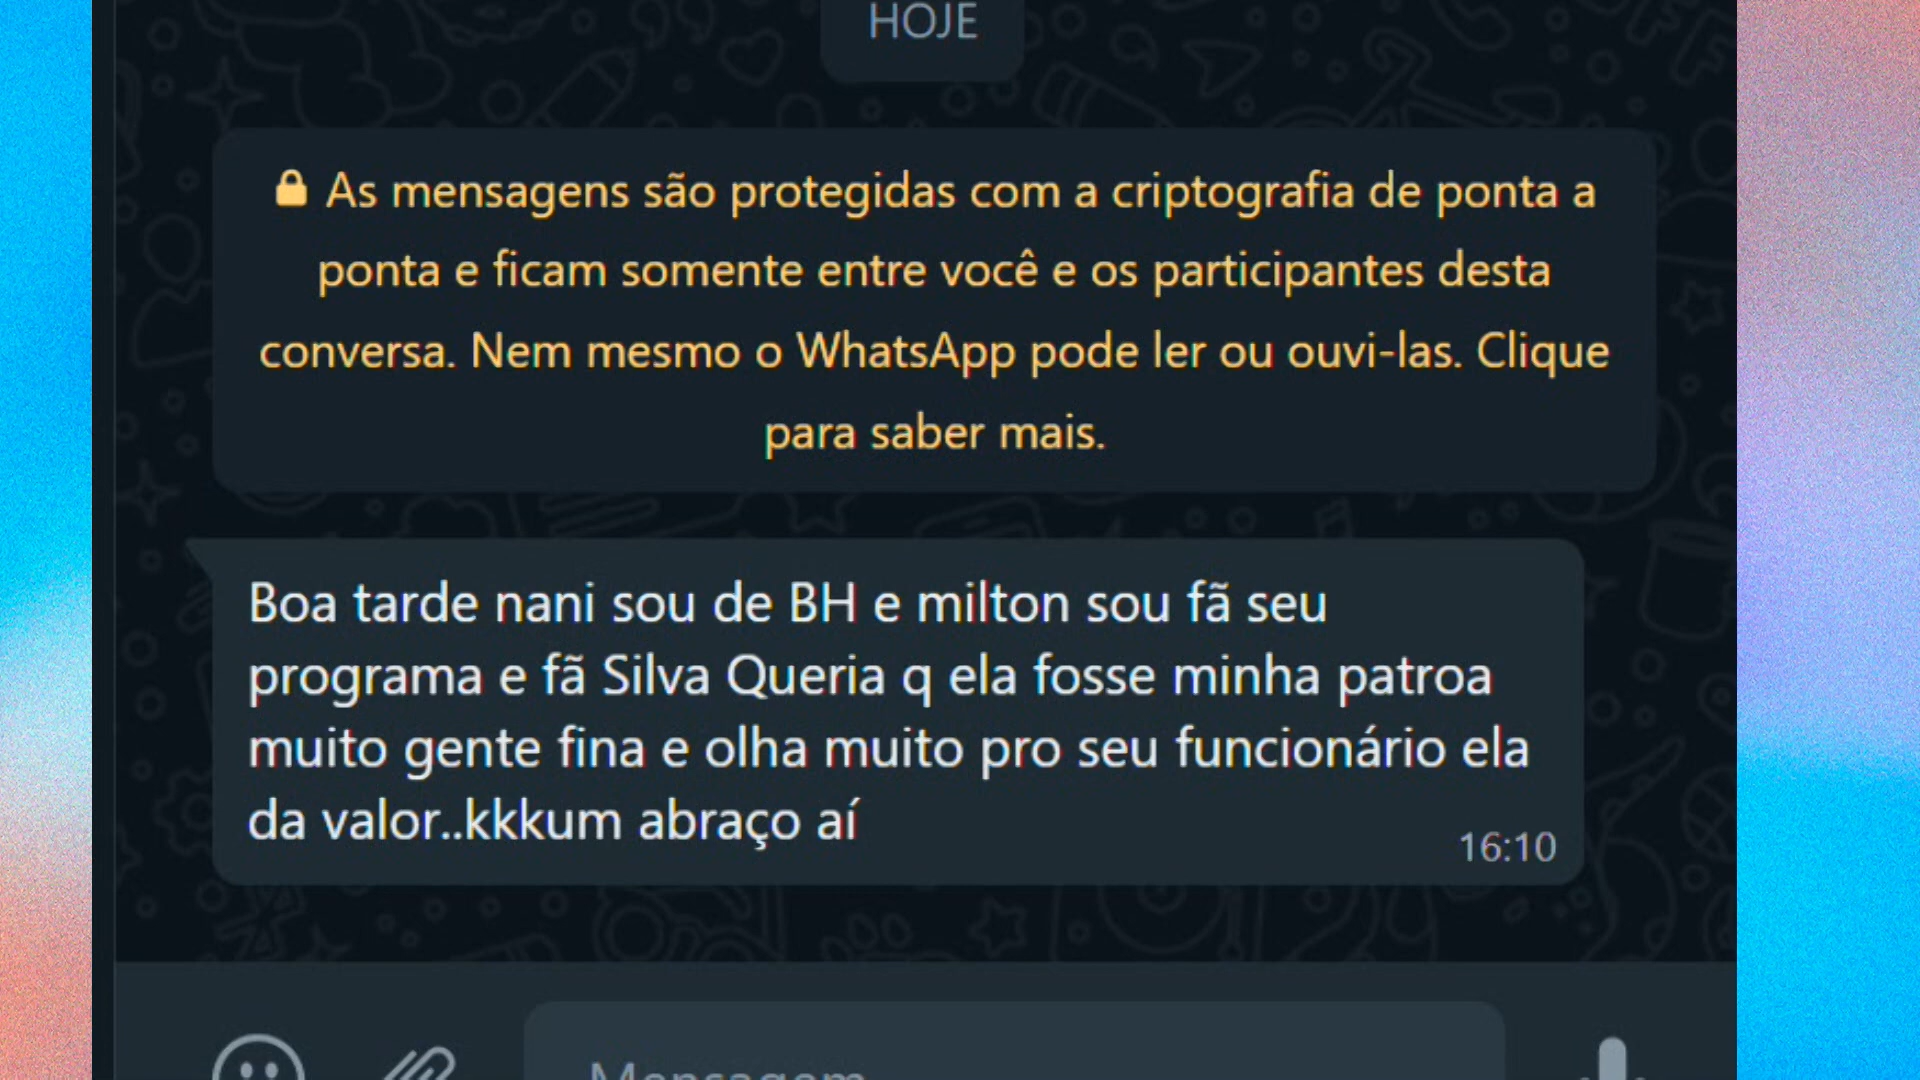 HOJE
As mensagens são protegidas com a criptografia de ponta a
ponta e ficam somente entre você e os participantes desta
conversa. Nem mesmo o WhatsApp pode ler ou ouvi-las. Clique
para saber mais.
Boa tarde nani sou de BH e milton sou fã seu
programa e fã Silva Queria q ela fosse minha patroa
muito gente fina e olha muito pro seu funcionário ela
da valor..kkkum abraço aí
16:10
Mensagem